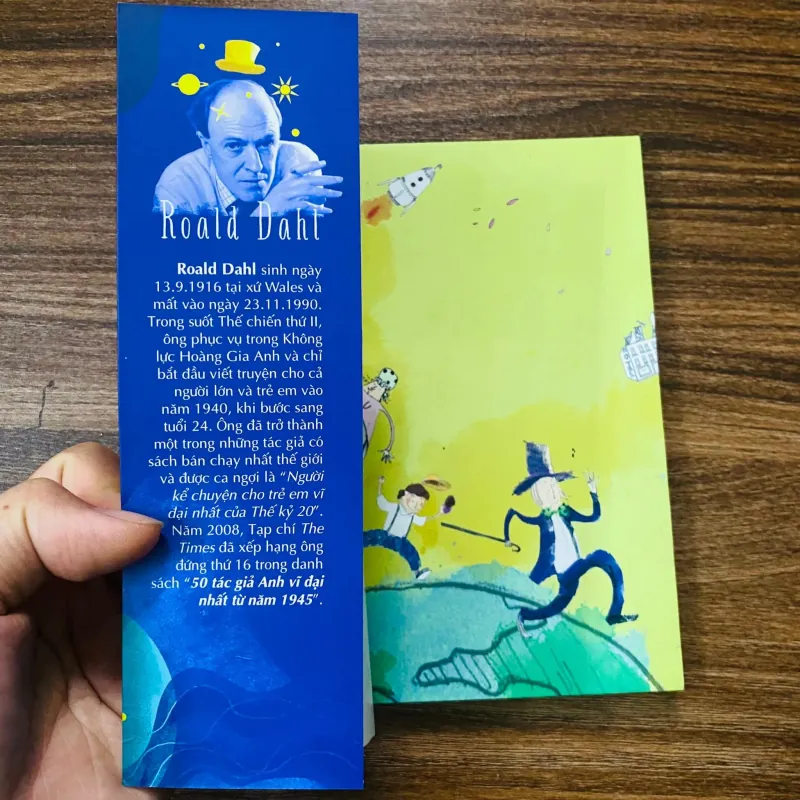 Roald Dahl
Roald Dahl sinh ngày
13.9.1916 tại xứ Wales và
mất vào ngày 23.11.1990.
Trong suốt Thế chiến thứ II,
ông phục vụ trong Không
lực Hoàng Gia Anh và chỉ
bắt đầu viết truyện cho cả
người lớn và trẻ em vào
năm 1940, khi bước sang
tuổi 24. Ông đã trở thành
một trong những tác giả có
sách bán chạy nhất thế giới
và được ca ngợi là “Người
kể chuyện cho trẻ em vĩ
đại nhất của Thế kỷ 20”.
Năm 2008, Tạp chí The
Times đã xếp hạng ông
đứng thứ 16 trong danh
sách “50 tác giả Anh vĩ đại
nhất từ năm 1945”.